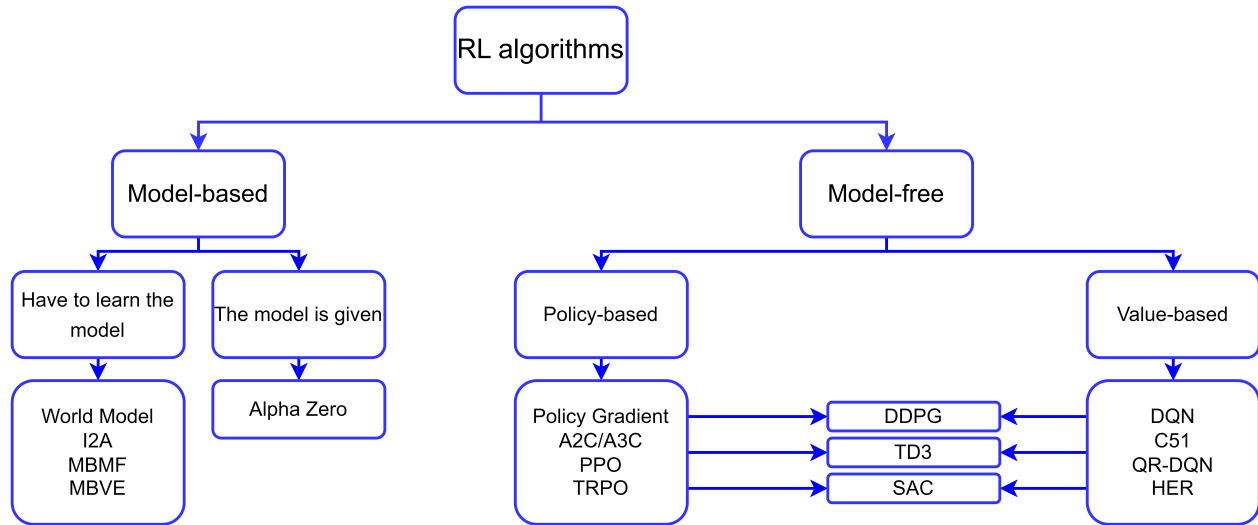 RL algorithms
Model-based
Model-free
Have to learn the
model
The model is given
Policy-based
Value-based
World Model
I2A
MBMF
MBVE
Alpha Zero
Policy Gradient
A2C/A3C
PPO
TRPO
DDPG
TD3
SAC
DQN
C51
QR-DQN
HER